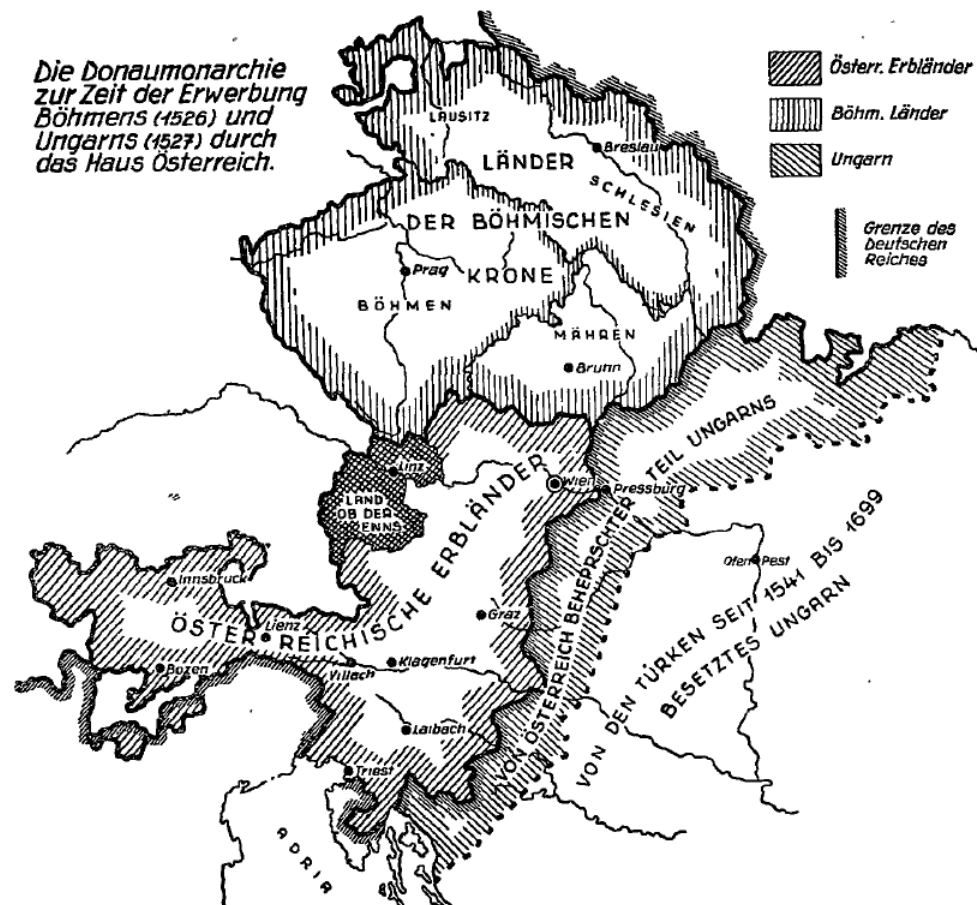 Die Donaumonarchie
zur Zeit der Erwerbung
Böhmens (1526) und
Ungarns (1527) durch
das Haus Österreich.
Österr. Erbländer
Böhm. Länder
Ungarn
Grenze des
Deutschen
Reiches
LAUSITZ
Breslau
LÄNDER
SCHLESIEN
DER BÖHMISCHEN
Prag
KRONE
BÖHMEN
MÄHREN
Brünn
VON ÖSTERREICH BEHERRSCHTER TEIL UNGARNS
Linz
Wien
Pressburg
LAND
OB DER
ENNS
ÖSTERREICHISCHE ERBLÄNDER
Ofen Pest
VON DEN TÜRKEN SEIT 1541 BIS 1699
BESETZTES UNGARN
Innsbruck
Lienz
Graz
Bozen
Villach
Klagenfurt
Laibach
Triest
ADRIA